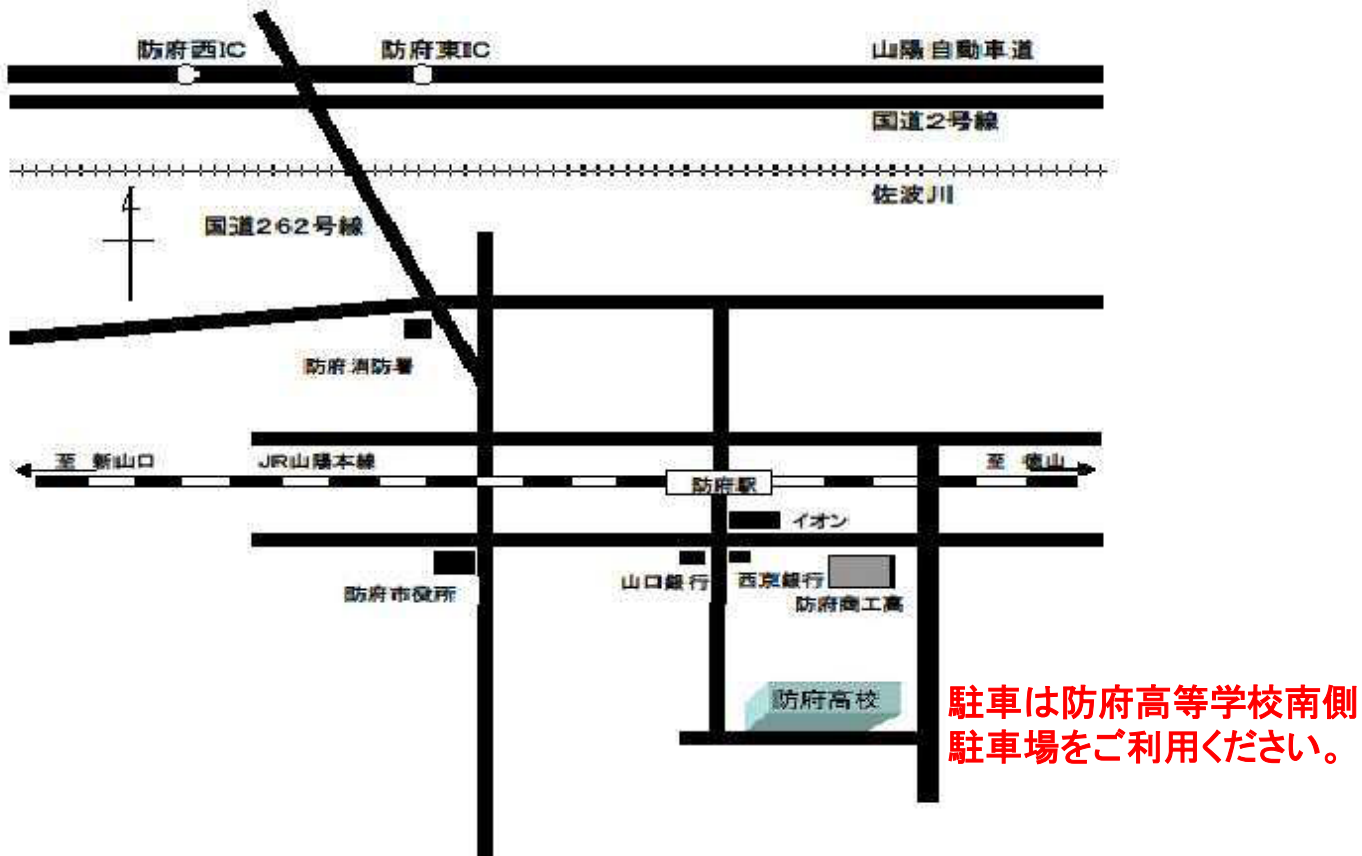 防府西IC
防府東IC
山陽自動車道
国道2号線
佐波川
国道262号線
防府消防署
至 新山口
JR山陽本線
防府駅
至 徳山
イオン
山口銀行
西京銀行
防府市役所
防府商工高
防府高校
駐車は防府高等学校南側
駐車場をご利用ください。